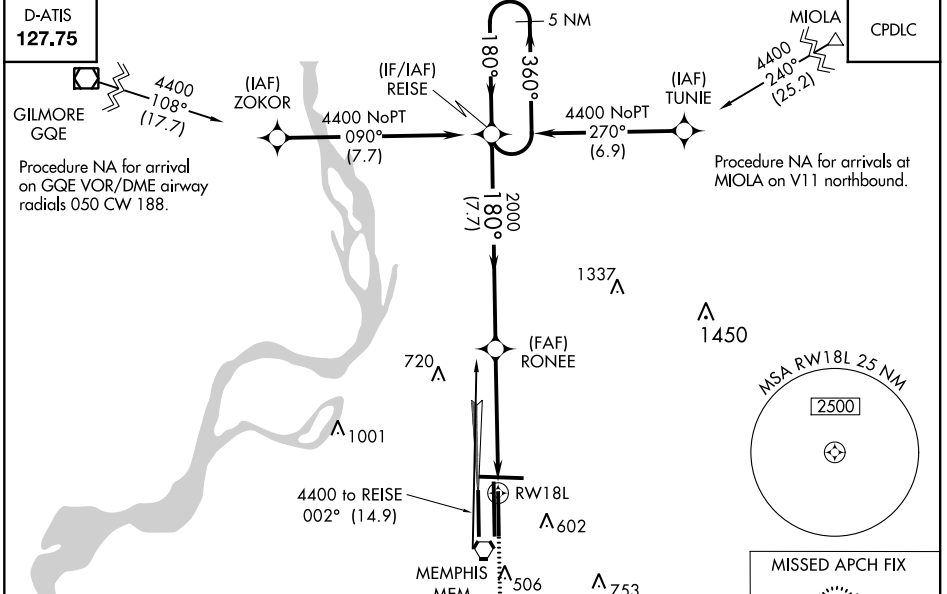 D-ATIS
127.75
5 NM
MIOLA
CPDLC
180°
360°
4400
240°
(25.2)
GILMORE
GQE
4400
108°
(17.7)
(IAF)
ZOKOR
(IF/IAF)
REISE
(IAF)
TUNIE
4400 NoPT
090°
(7.7)
4400 NoPT
270°
(6.9)
Procedure NA for arrival
on GQE VOR/DME airway
radials 050 CW 188.
Procedure NA for arrivals at
MIOLA on V11 northbound.
2000
180°
(7.7)
1337
1450
(FAF)
RONEE
720
MSA RW18L 25 NM
2500
1001
4400 to REISE
002° (14.9)
RW18L
602
MEMPHIS
MEM
506
753
MISSED APCH FIX